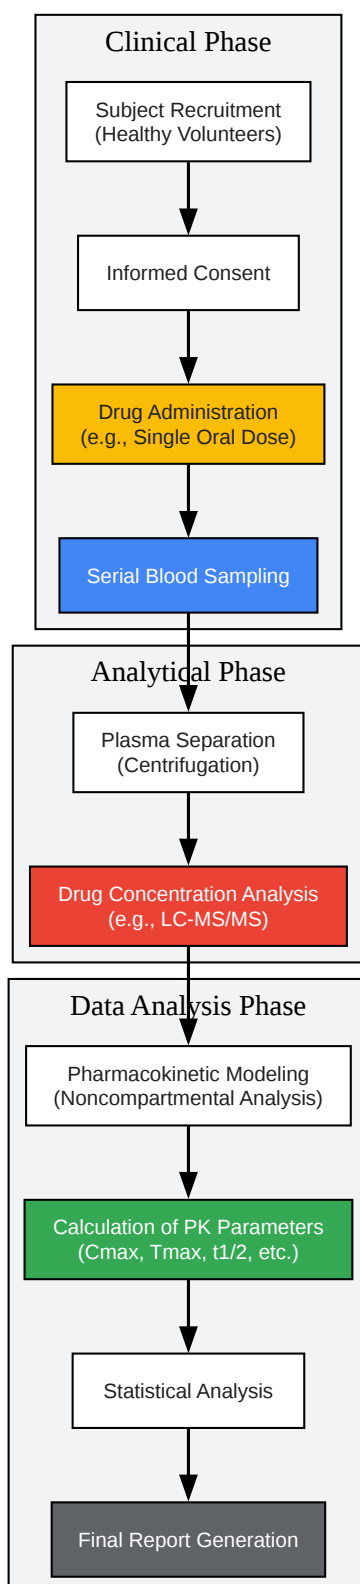 Clinical Phase
Subject Recruitment
(Healthy Volunteers)
Informed Consent
Drug Administration
(e.g., Single Oral Dose)
Serial Blood Sampling
Analytical Phase
Plasma Separation
(Centrifugation)
Drug Concentration Analysis
(e.g., LC-MS/MS)
Data Analysis Phase
Pharmacokinetic Modeling
(Noncompartmental Analysis)
Calculation of PK Parameters
(Cmax, Tmax, t1/2, etc.)
Statistical Analysis
Final Report Generation